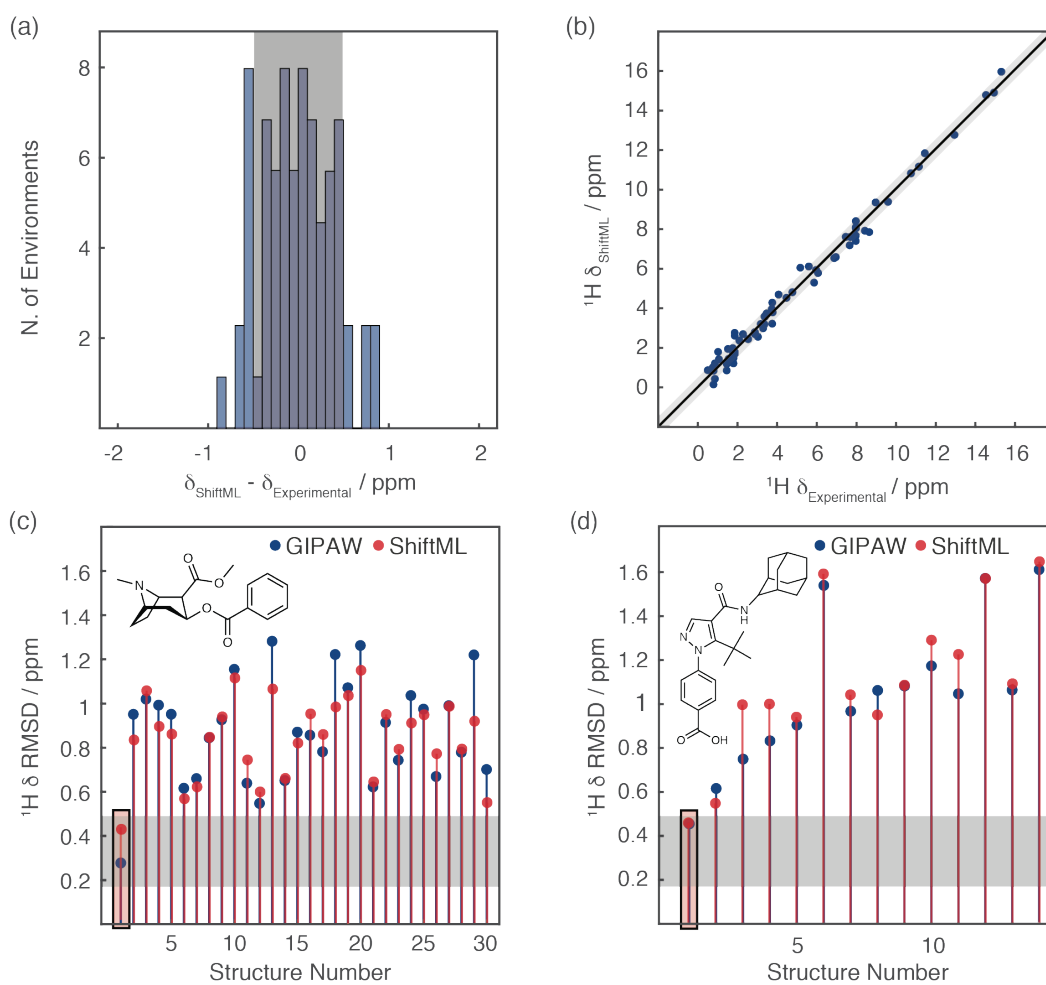 (a)
8
6
4
2
N. of Environments
-2 -1 0 1 2
δShiftML - δExperimental / ppm
(b)
16
14
12
10
8
6
4
2
0
¹H δShiftML / ppm
0 2 4 6 8 10 12 14 16
¹H δExperimental / ppm
(c)
GIPAW ShiftML
1.6
1.4
1.2
1
0.8
0.6
0.4
0.2
¹H δ RMSD / ppm
N
O
O
O
O
5 10 15 20 25 30
Structure Number
(d)
GIPAW ShiftML
1.6
1.4
1.2
1
0.8
0.6
0.4
0.2
¹H δ RMSD / ppm
O
N
H
N
N
O
OH
5 10
Structure Number